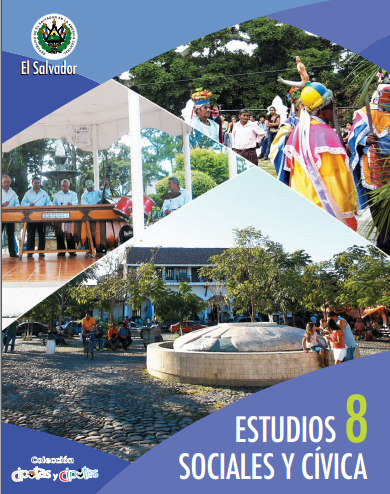 El Salvador
ESTUDIOS 8
SOCIALES Y CÍVICA
Colección
cipotas y cipotes